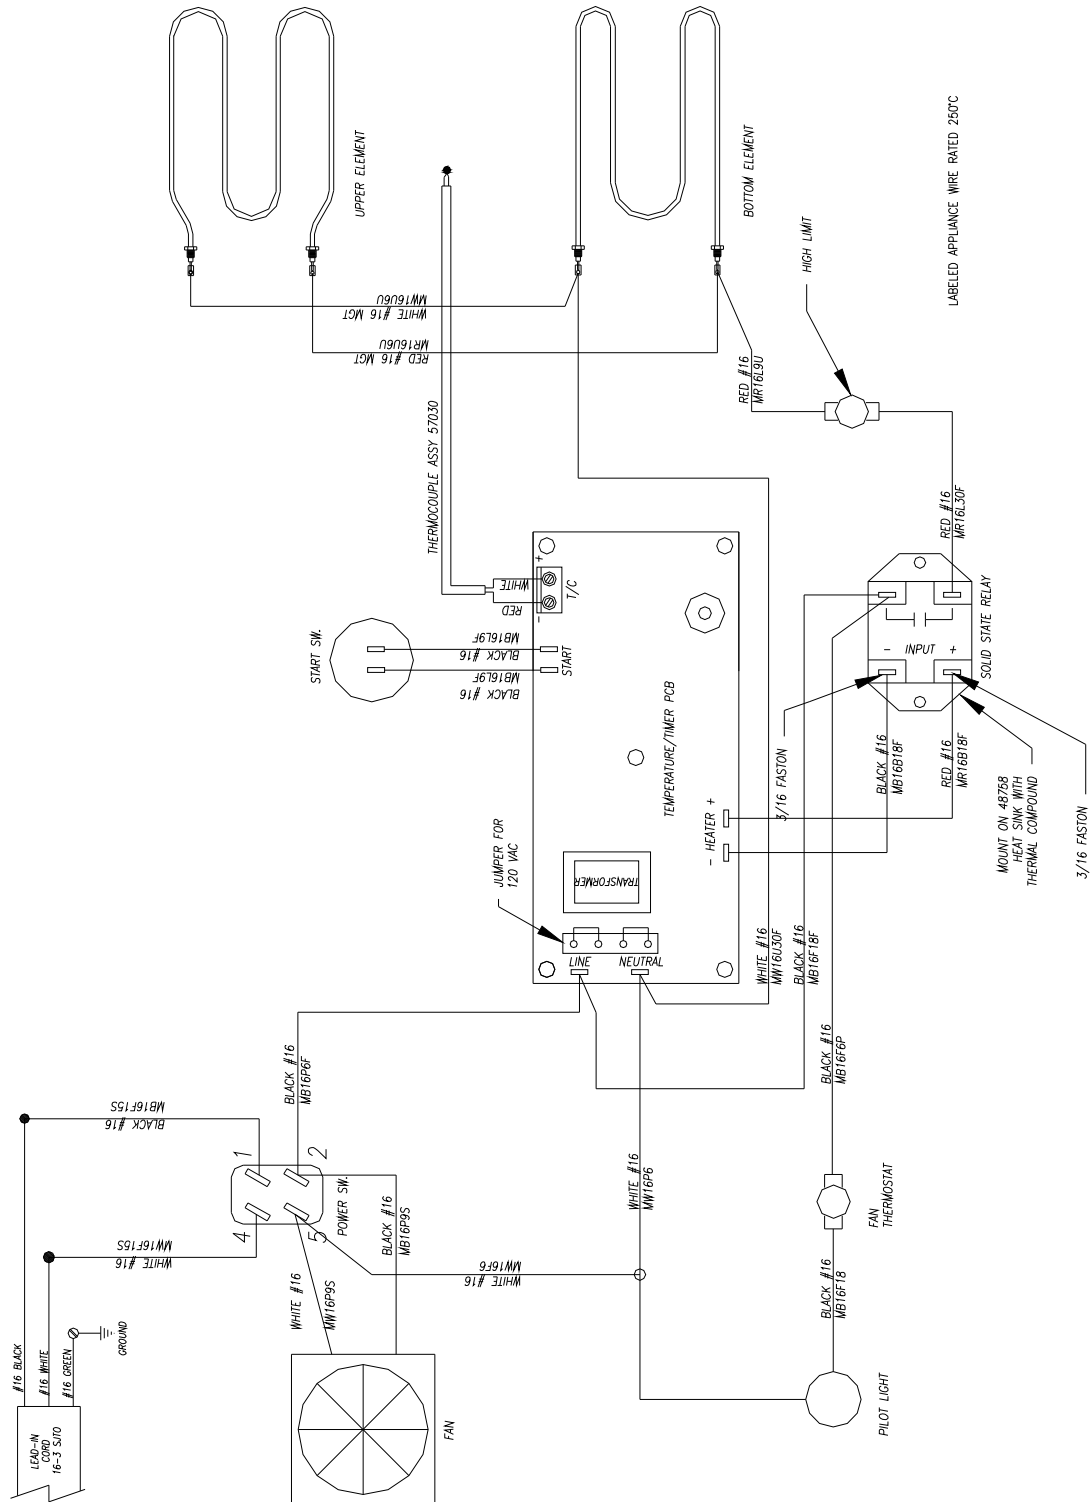 UPPER ELEMENT
BOTTOM ELEMENT
LABELED APPLIANCE WIRE RATED 250°C
HIGH LIMIT
WHITE #16 MGT
MW16U6U
RED #16 MGT
MR16U6U
RED #16
MR16L9U
THERMOCOUPLE ASSY 57030
WHITE
RED
+
-
T/C
START SW.
BLACK #16
MB16L9F
BLACK #16
MB16L9F
START
RED #16
MR16L30F
SOLID STATE RELAY
- INPUT +
3/16 FASTON
3/16 FASTON
BLACK #16
MB16B18F
RED #16
MR16B18F
MOUNT ON 48758
HEAT SINK WITH
THERMAL COMPOUND
TEMPERATURE/TIMER PCB
- HEATER +
TRANSFORMER
JUMPER FOR
120 VAC
LINE
NEUTRAL
WHITE #16
MW16U30F
BLACK #16
MB16F18F
BLACK #16
MB16F6P
BLACK #16
MB16P6F
BLACK #16
MB16F15S
1
2
4
5
POWER SW.
WHITE #16
MW16F15S
WHITE #16
MW16P9S
BLACK #16
MB16P9S
WHITE #16
MW16F6
WHITE #16
MW16P6
FAN
THERMOSTAT
BLACK #16
MB16F18
PILOT LIGHT
FAN
GROUND
#16 BLACK
#16 WHITE
#16 GREEN
LEAD-IN
CORD
16-3 SJTO